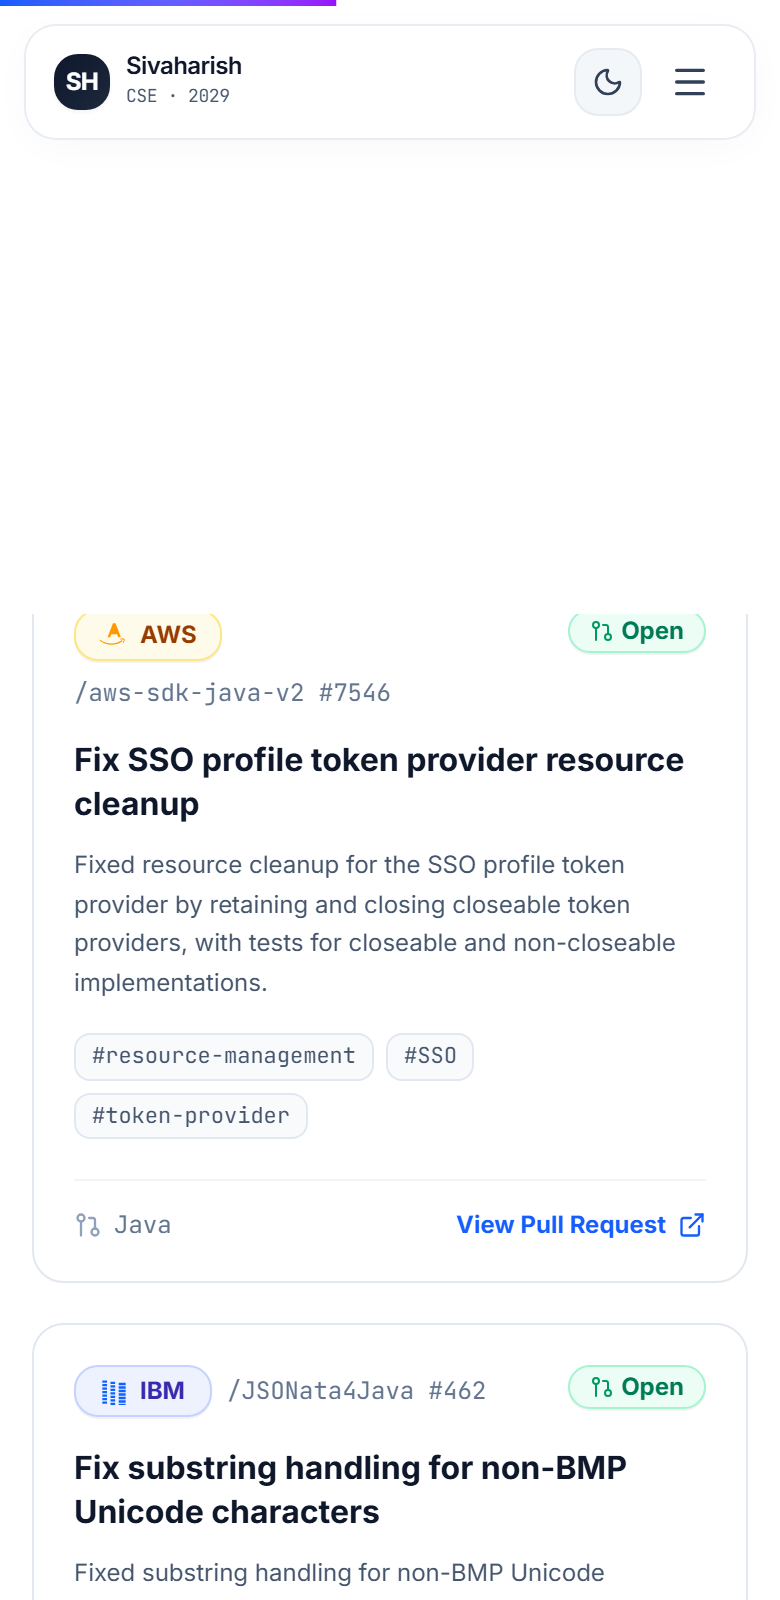 SH
Sivaharish
CSE · 2029
AWS
Open
/aws-sdk-java-v2 #7546
Fix SSO profile token provider resource
cleanup
Fixed resource cleanup for the SSO profile token
provider by retaining and closing closeable token
providers, with tests for closeable and non-closeable
implementations.
#resource-management #SSO
#token-provider
Java
View Pull Request
IBM /JSONata4Java #462
Open
Fix substring handling for non-BMP
Unicode characters
Fixed substring handling for non-BMP Unicode